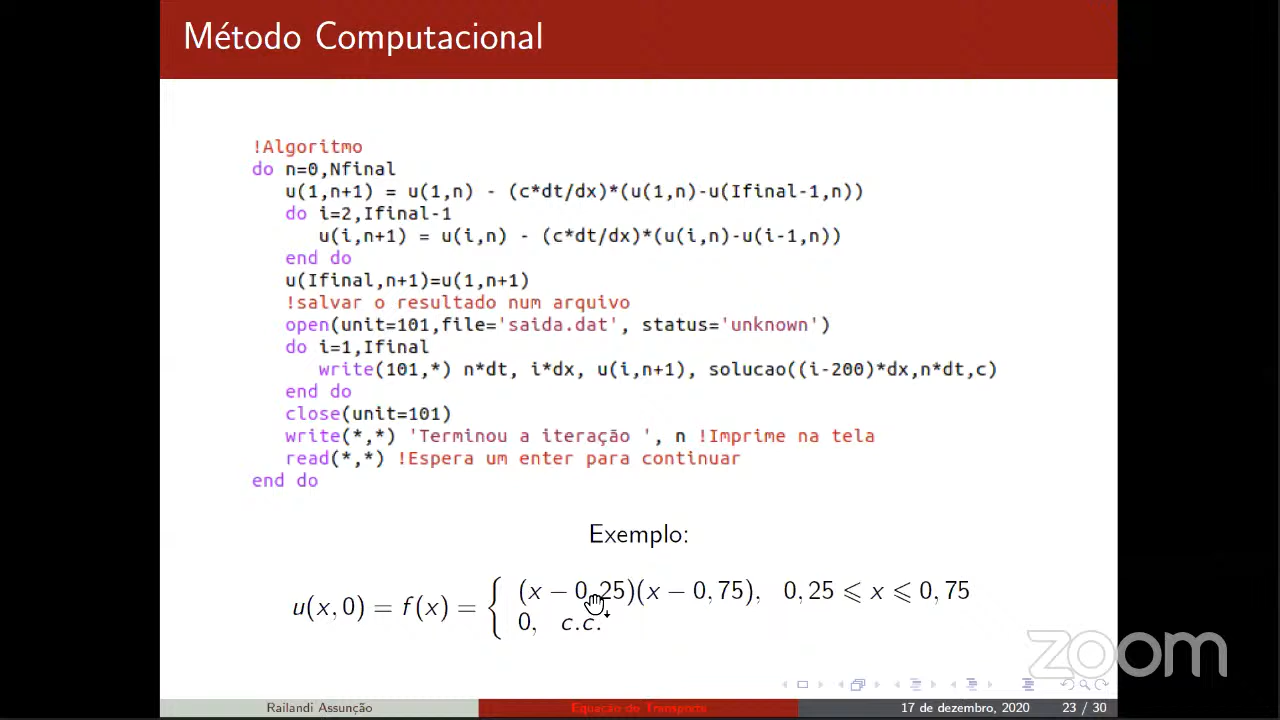 Método Computacional
!Algoritmo
do n=0,Nfinal
u(1,n+1) = u(1,n) - (c*dt/dx)*(u(1,n)-u(Ifinal-1,n))
do i=2,Ifinal-1
u(i,n+1) = u(i,n) - (c*dt/dx)*(u(i,n)-u(i-1,n))
end do
u(Ifinal,n+1)=u(1,n+1)
!salvar o resultado num arquivo
open(unit=101,file='saida.dat', status='unknown')
do i=1,Ifinal
write(101,*) n*dt, i*dx, u(i,n+1), solucao((i-200)*dx,n*dt,c)
end do
close(unit=101)
write(*,*) 'Terminou a iteração ', n !Imprime na tela
read(*,*) !Espera um enter para continuar
end do
Exemplo:
u(x, 0) = f(x) = { (x − 0, 25)(x − 0, 75), 0, 25 ⩽ x ⩽ 0, 75
0, c.c.
zoom
Railandi Assunção Equação do Transporte 17 de dezembro, 2020 23 / 30